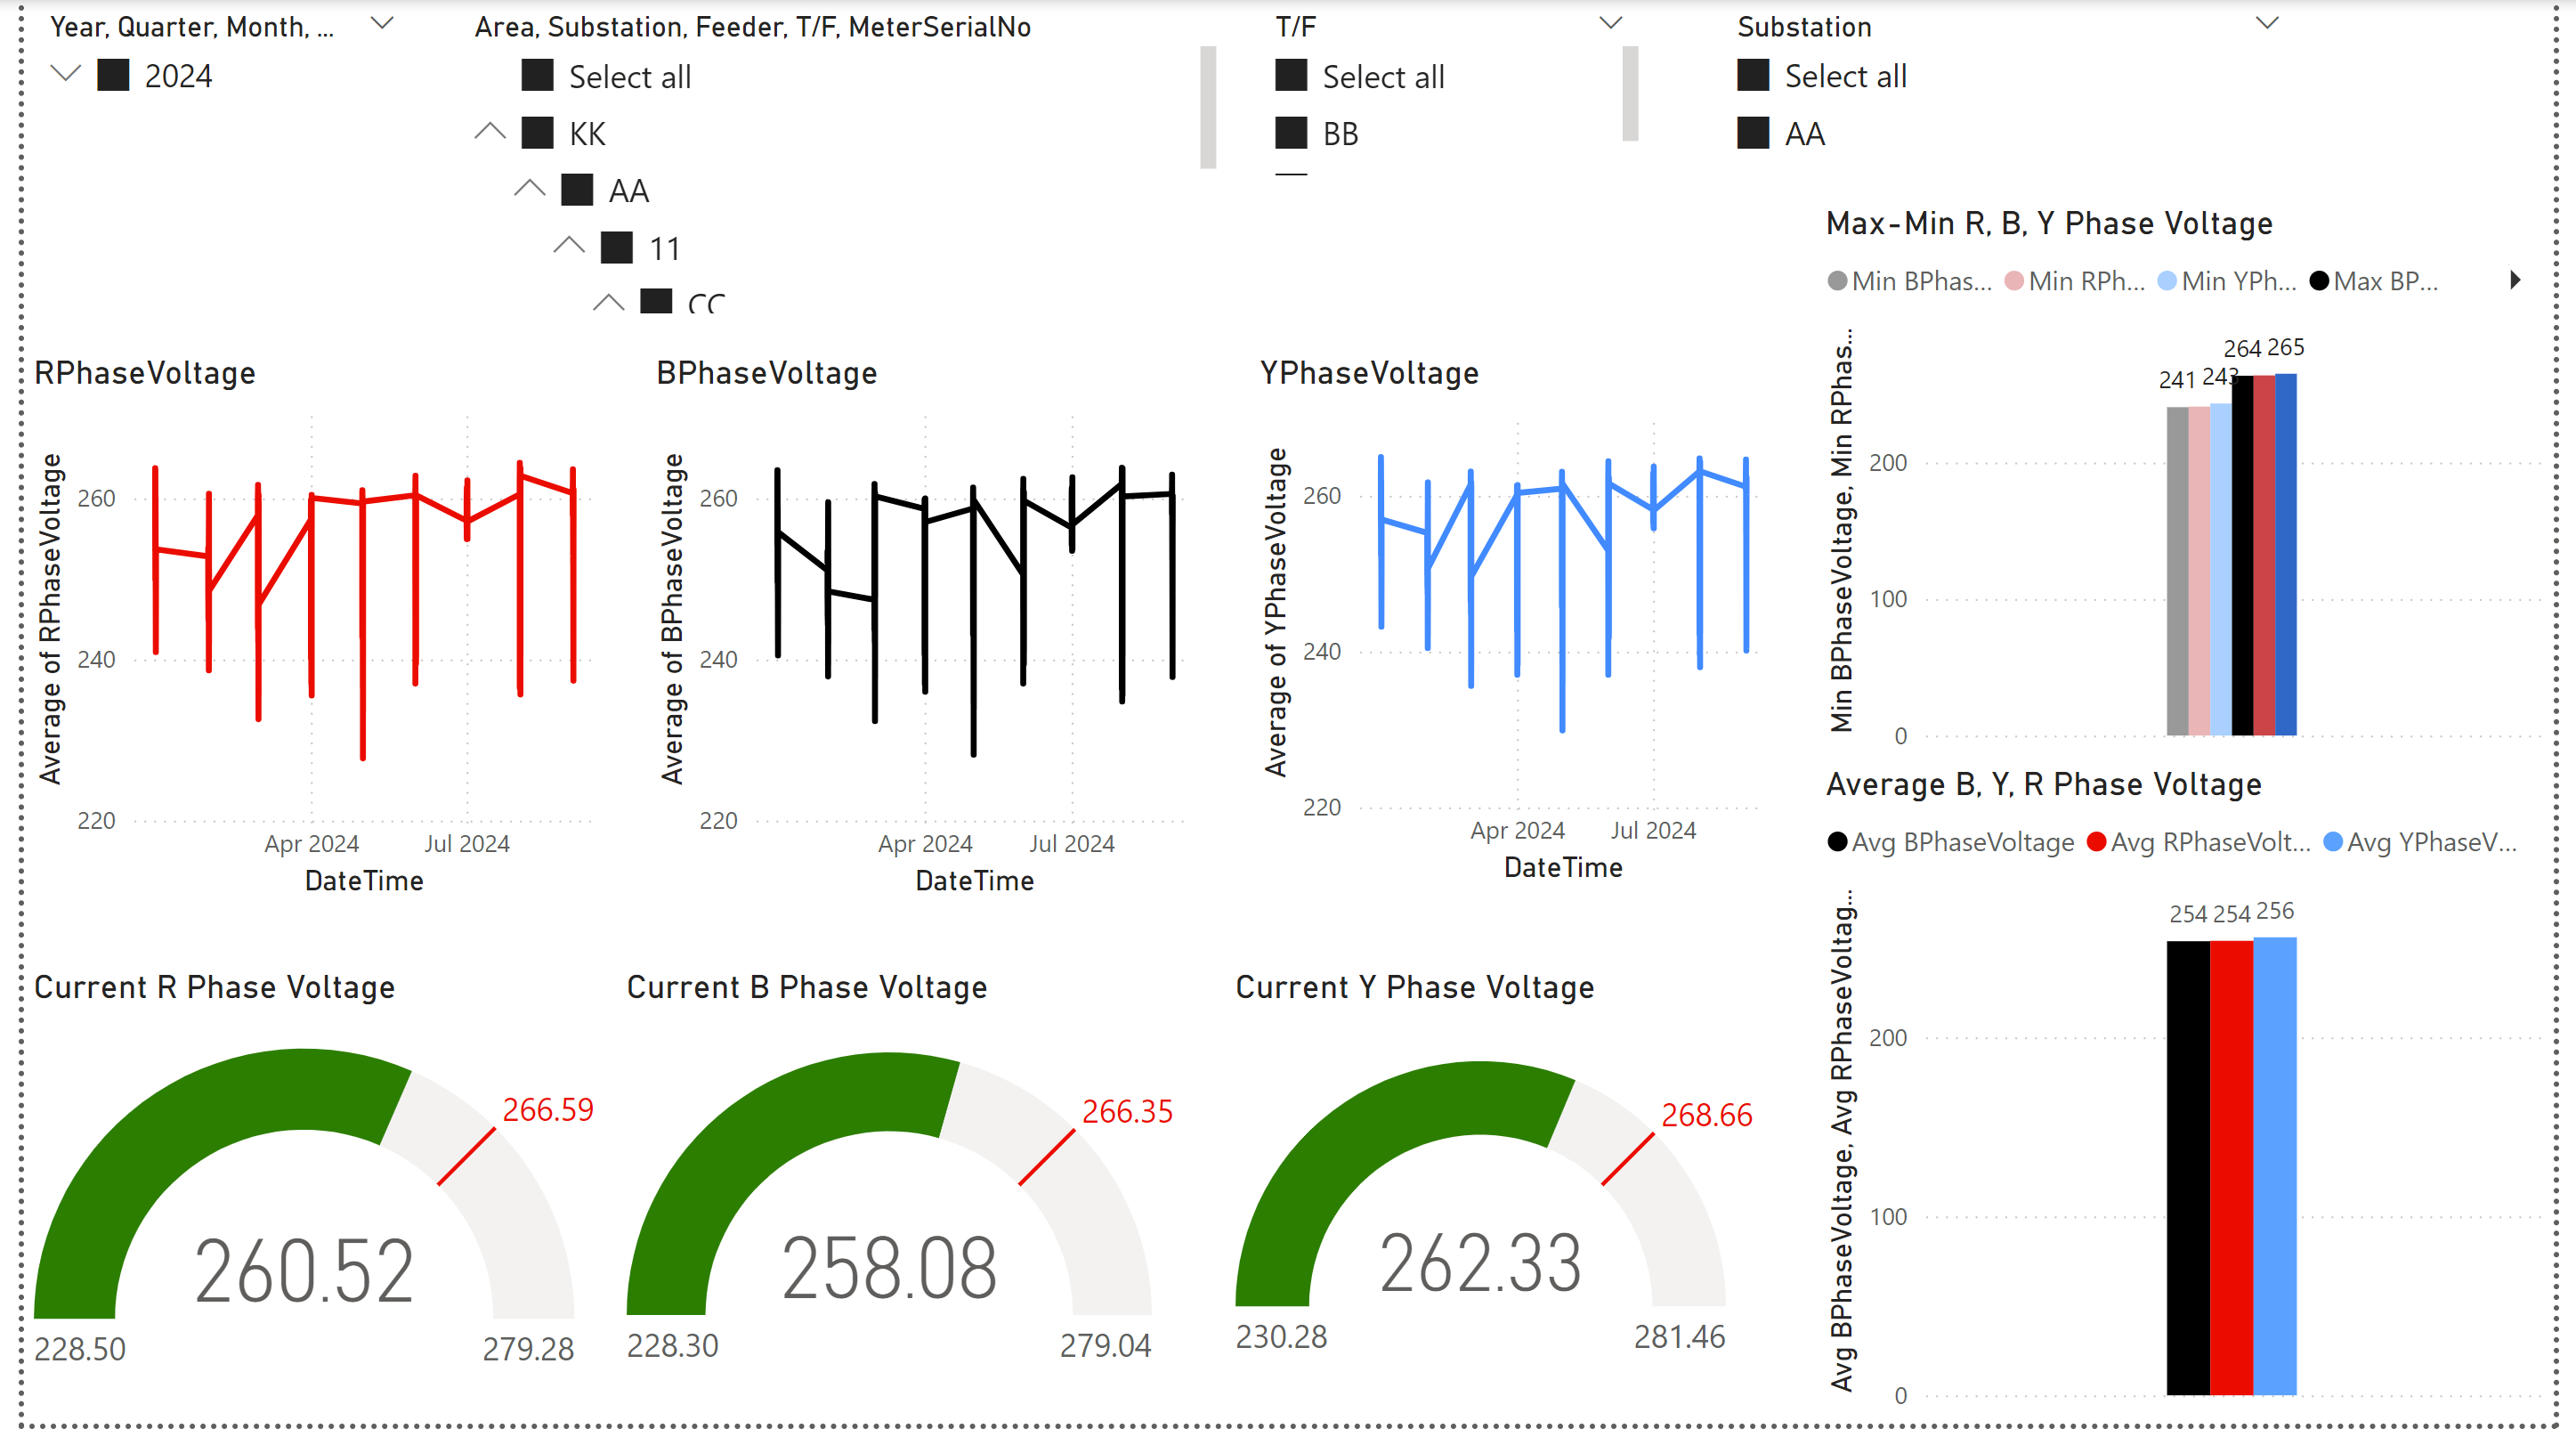 Year, Quarter, Month, ...
2024
Area, Substation, Feeder, T/F, MeterSerialNo
Select all
KK
AA
11
CC
T/F
Select all
BB
Substation
Select all
AA
RPhaseVoltage
Average of RPhaseVoltage
260
240
220
Apr 2024 Jul 2024
DateTime
BPhaseVoltage
Average of BPhaseVoltage
260
240
220
Apr 2024 Jul 2024
DateTime
YPhaseVoltage
Average of YPhaseVoltage
260
240
220
Apr 2024 Jul 2024
DateTime
Max-Min R, B, Y Phase Voltage
Min BPhas... Min RPh... Min YPh... Max BP...
Min BPhaseVoltage, Min RPhas...
264 265
241 243
200
100
0
Average B, Y, R Phase Voltage
Avg BPhaseVoltage Avg RPhaseVolt... Avg YPhaseV...
Avg BPhaseVoltage, Avg RPhaseVoltag...
254 254 256
200
100
0
Current R Phase Voltage
266.59
260.52
228.50 279.28
Current B Phase Voltage
266.35
258.08
228.30 279.04
Current Y Phase Voltage
268.66
262.33
230.28 281.46